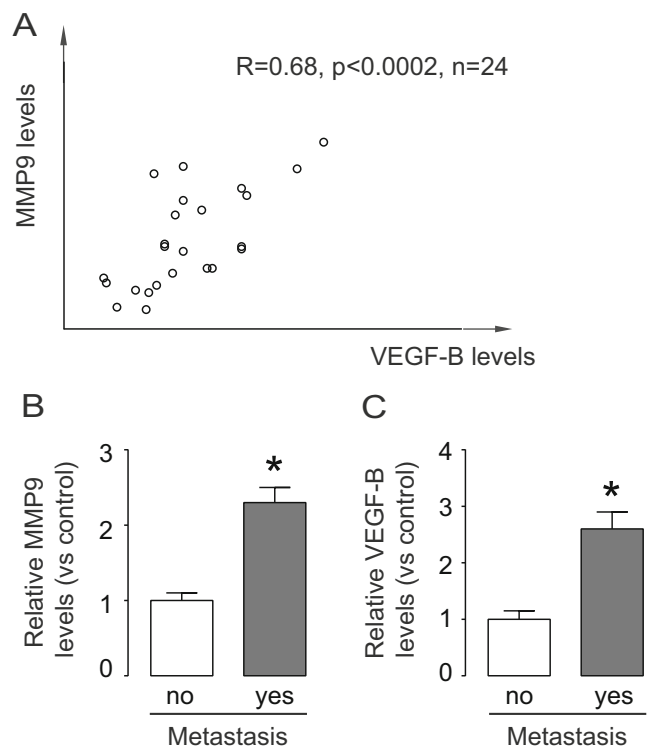 A
R=0.68, p<0.0002, n=24
MMP9 levels
VEGF-B levels
B
Relative MMP9
levels (vs control)
3
2
1
0
*
no yes
Metastasis
C
Relative VEGF-B
levels (vs control)
4
3
2
1
0
*
no yes
Metastasis